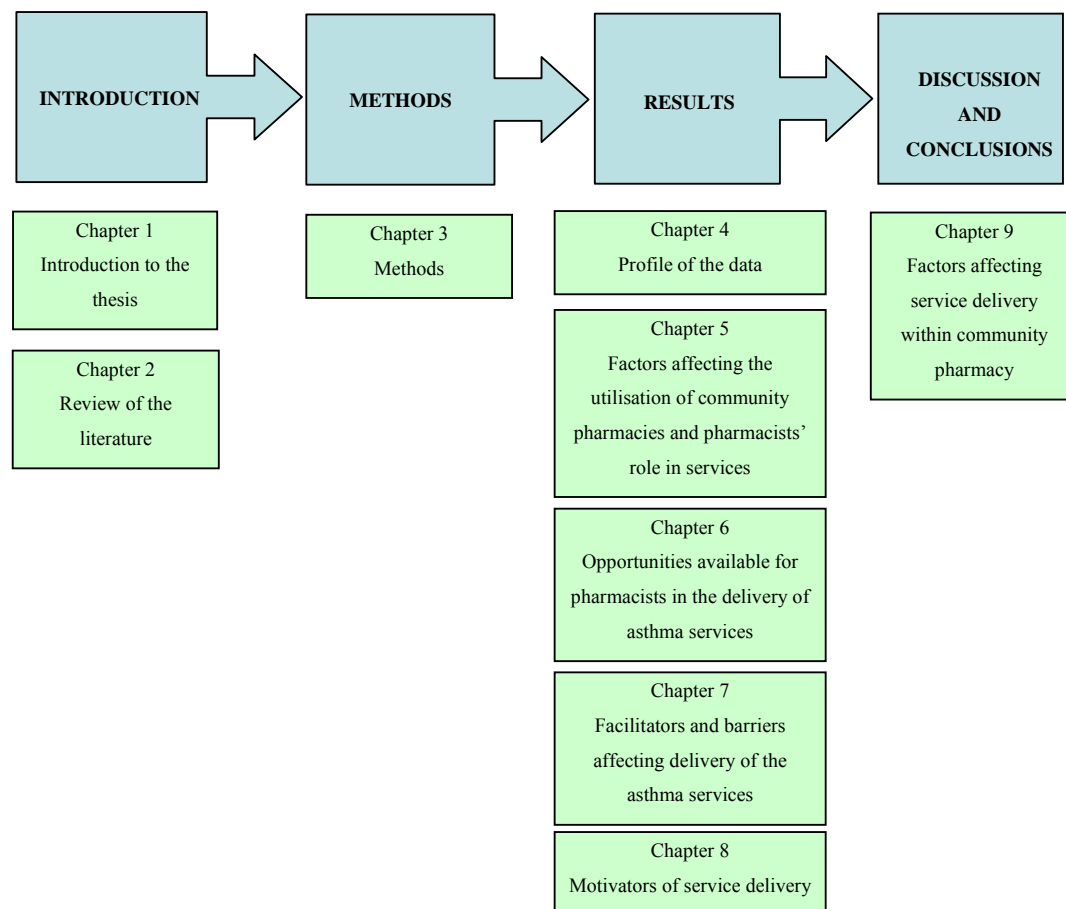 INTRODUCTION
METHODS
RESULTS
DISCUSSION
AND
CONCLUSIONS
Chapter 1
Introduction to the
thesis
Chapter 2
Review of the
literature
Chapter 3
Methods
Chapter 4
Profile of the data
Chapter 5
Factors affecting the
utilisation of community
pharmacies and pharmacists’
role in services
Chapter 6
Opportunities available for
pharmacists in the delivery of
asthma services
Chapter 7
Facilitators and barriers
affecting delivery of the
asthma services
Chapter 8
Motivators of service delivery
Chapter 9
Factors affecting
service delivery
within community
pharmacy